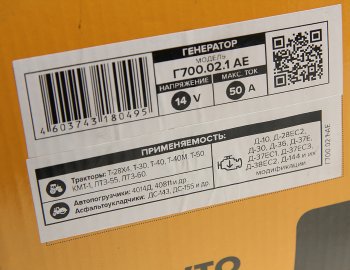 ГЕНЕРАТОР
МОДЕЛЬ
Г700.02.1 АЕ
НАПРЯЖЕНИЕ МАКС. ТОК
14 V 50 A
4603743180495
ПРИМЕНЯЕМОСТЬ:
Тракторы: Т-28Х4, Т-30, Т-40, Т-40М, Т-50
КМТ-1, ЛТЗ-55, ЛТЗ-60
Автопогрузчики: 4014Д, 40811 и др.
Асфальтоукладчики: ДС-143, ДС-155 и др.
Д-40, Д-28ЕС2,
Д-30, Д-36, Д-37Е,
Д-37ЕС1, Д-37ЕС3,
Д-38ЕС2, Д-144 и их
модификации
Г700.02.1АЕ